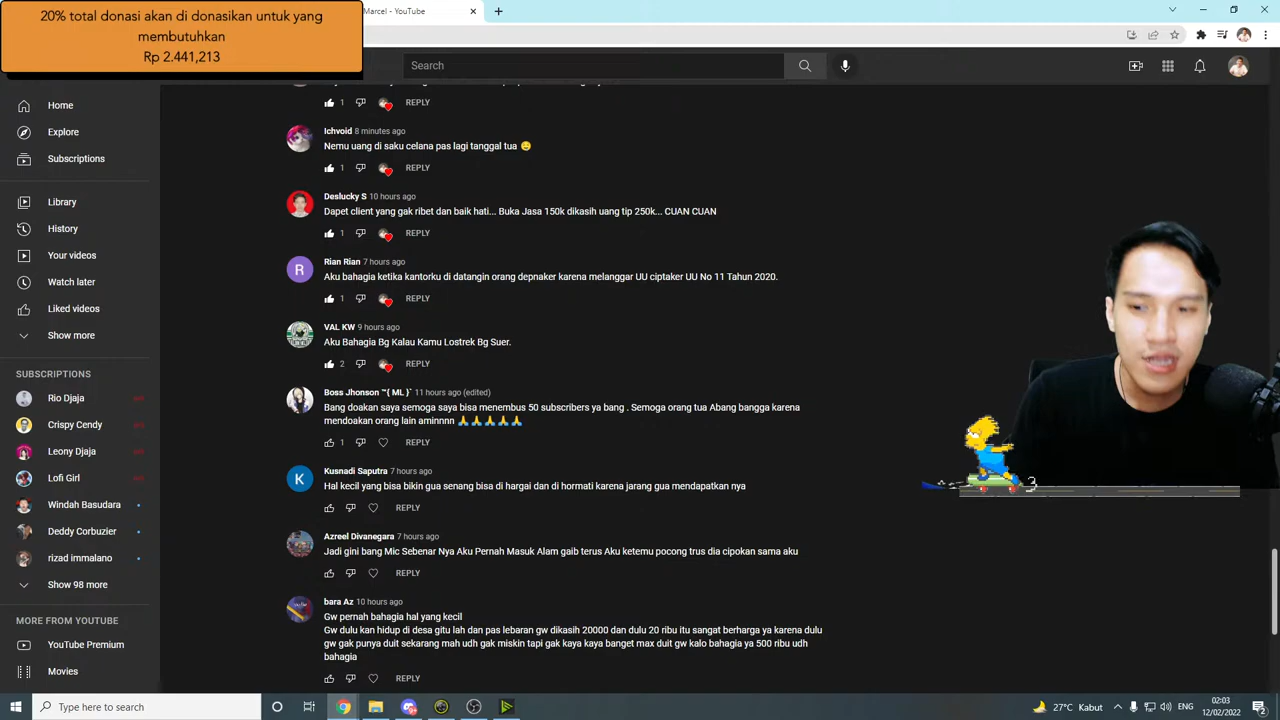 20% total donasi akan di donasikan untuk yang
membutuhkan
Rp 2.441,213
Marcel - YouTube
Search
Home
Explore
Subscriptions
Library
History
Your videos
Watch later
Liked videos
Show more
SUBSCRIPTIONS
Rio Djaja
Crispy Cendy
Leony Djaja
Lofi Girl
Windah Basudara
Deddy Corbuzier
rizad immalano
Show 98 more
MORE FROM YOUTUBE
YouTube Premium
Movies
1 REPLY
Ichvoid 8 minutes ago
Nemu uang di saku celana pas lagi tanggal tua 🤤
1 REPLY
Deslucky S 10 hours ago
Dapet client yang gak ribet dan baik hati... Buka Jasa 150k dikasih uang tip 250k... CUAN CUAN
1 REPLY
R
Rian Rian 7 hours ago
Aku bahagia ketika kantorku di datangin orang depnaker karena melanggar UU ciptaker UU No 11 Tahun 2020.
1 REPLY
VAL KW 9 hours ago
Aku Bahagia Bg Kalau Kamu Lostrek Bg Suer.
2 REPLY
Boss Jhonson ™{ ML }` 11 hours ago (edited)
Bang doakan saya semoga saya bisa menembus 50 subscribers ya bang . Semoga orang tua Abang bangga karena
mendoakan orang lain aminnnn 🙏🙏🙏🙏🙏
1 REPLY
K
Kusnadi Saputra 7 hours ago
Hal kecil yang bisa bikin gua senang bisa di hargai dan di hormati karena jarang gua mendapatkan nya
REPLY
Azreel Divanegara 7 hours ago
Jadi gini bang Mic Sebenar Nya Aku Pernah Masuk Alam gaib terus Aku ketemu pocong trus dia cipokan sama aku
REPLY
bara Az 10 hours ago
Gw pernah bahagia hal yang kecil
Gw dulu kan hidup di desa gitu lah dan pas lebaran gw dikasih 20000 dan dulu 20 ribu itu sangat berharga ya karena dulu
gw gak punya duit sekarang mah udh gak miskin tapi gak kaya kaya banget max duit gw kalo bahagia ya 500 ribu udh
bahagia
REPLY
3
Type here to search
27°C Kabut
ENG
02:03
12/02/2022
2